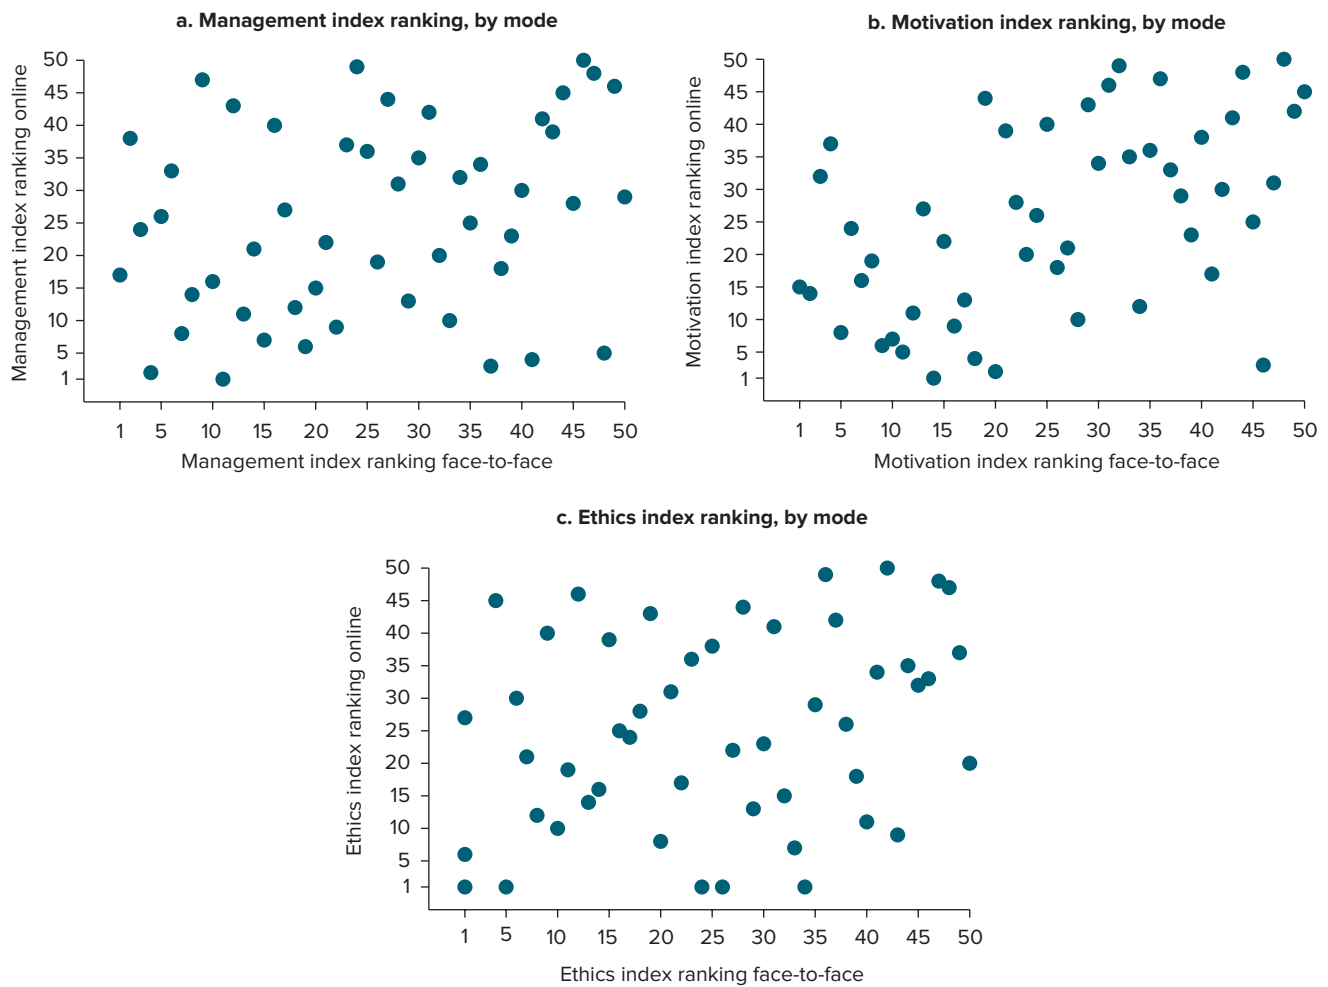 a. Management index ranking, by mode
Management index ranking online
50
45
40
35
30
25
20
15
10
5
1
1 5 10 15 20 25 30 35 40 45 50
Management index ranking face-to-face
b. Motivation index ranking, by mode
Motivation index ranking online
50
45
40
35
30
25
20
15
10
5
1
1 5 10 15 20 25 30 35 40 45 50
Motivation index ranking face-to-face
c. Ethics index ranking, by mode
Ethics index ranking online
50
45
40
35
30
25
20
15
10
5
1
1 5 10 15 20 25 30 35 40 45 50
Ethics index ranking face-to-face